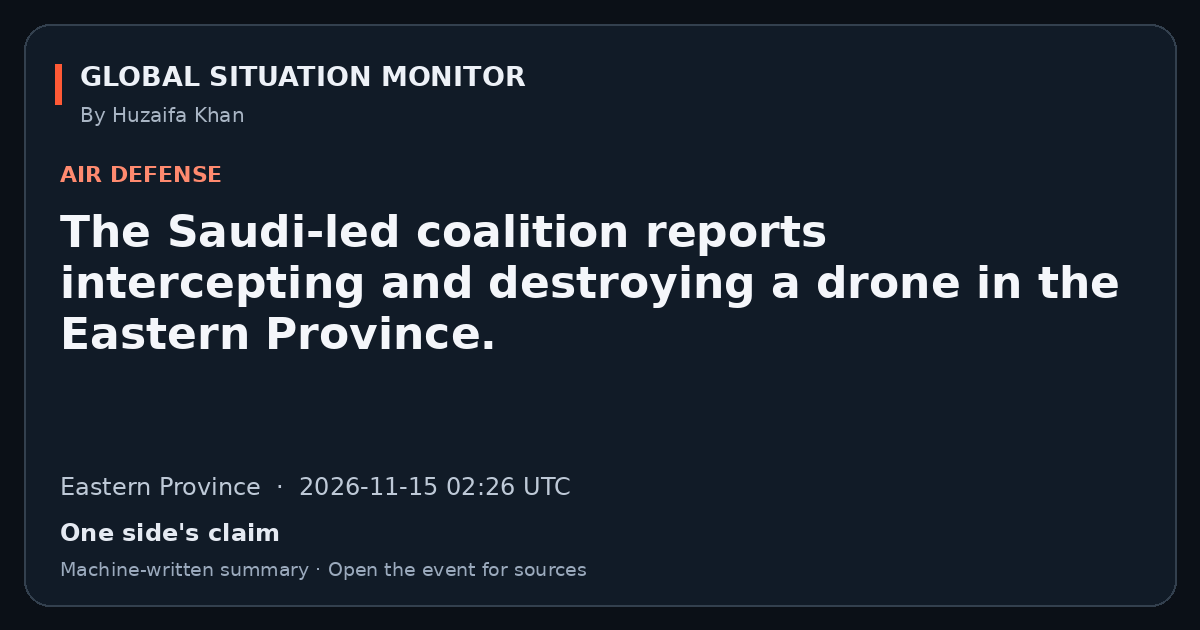 GLOBAL SITUATION MONITOR
By Huzaifa Khan
AIR DEFENSE
The Saudi-led coalition reports
intercepting and destroying a drone in the
Eastern Province.
Eastern Province · 2026-11-15 02:26 UTC
One side's claim
Machine-written summary · Open the event for sources